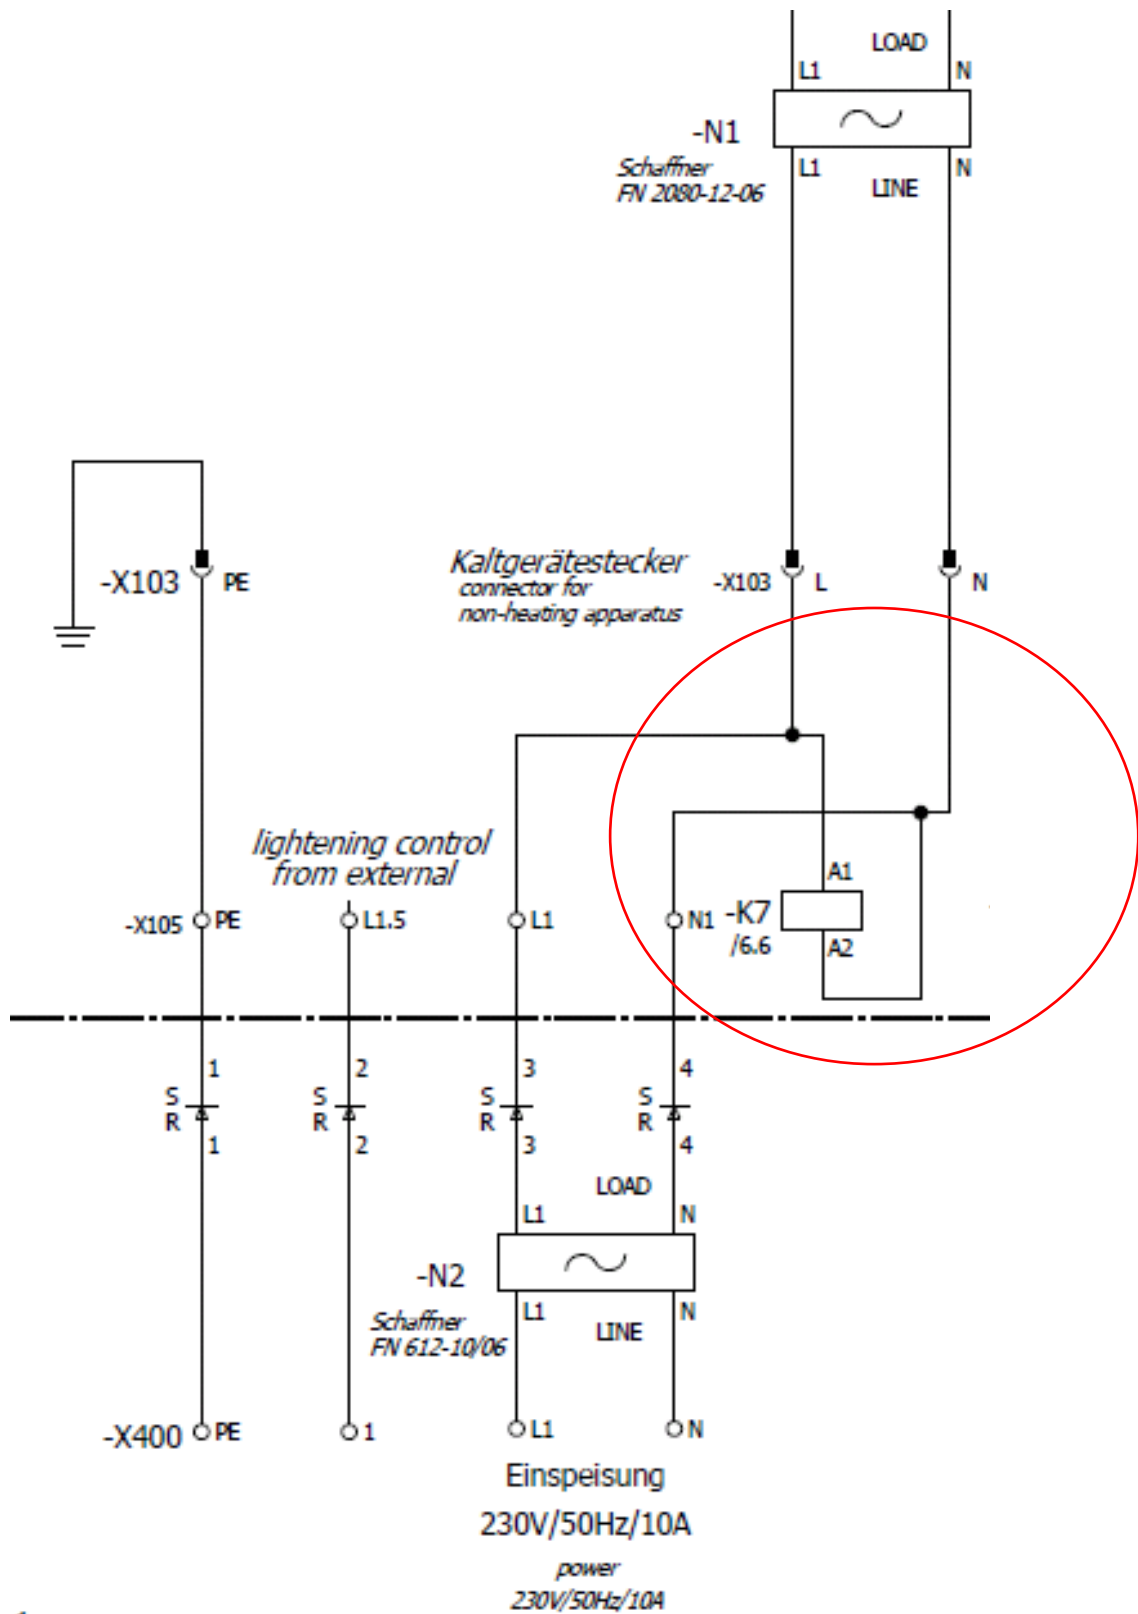 LOAD
L1 N
-N1
L1 N
Schaffner
FN 2080-12-06
LINE
Kaltgerätestecker
connector for
non-heating apparatus
-X103 PE
-X103 L N
lightening control
from external
A1
-X105 PE L1.5 L1 N1 -K7
/6.6 A2
1 2 3 4
S S S S
R R R R
1 2 3 4
LOAD
L1 N
-N2
L1 N
Schaffner
FN 612-10/06
LINE
-X400 PE 1 L1 N
Einspeisung
230V/50Hz/10A
power
230V/50Hz/10A